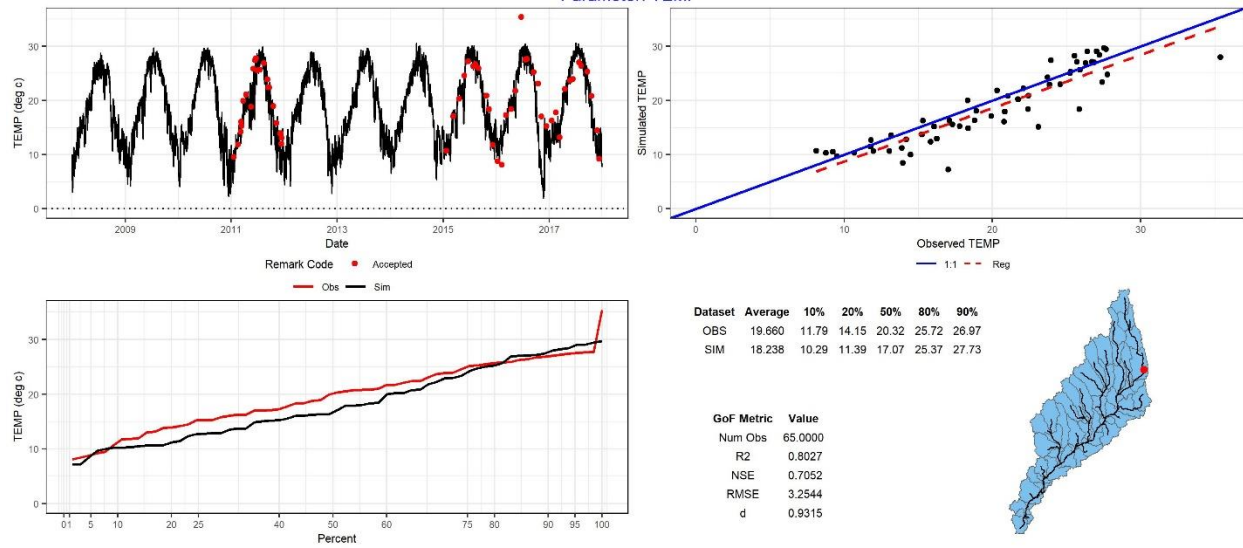 TEMP (deg c)
30
20
10
0
2009
2011
2013
2015
2017
Date
Remark Code Accepted
Simulated TEMP
30
20
10
0
0
10
20
30
Observed TEMP
1:1 Reg
Obs Sim
TEMP (deg c)
30
20
10
0
0 1 5 10 20 25 40 50 60 75 80 90 95 100
Percent
Dataset Average 10% 20% 50% 80% 90%
OBS 19.660 11.79 14.15 20.32 25.72 26.97
SIM 18.238 10.29 11.39 17.07 25.37 27.73
GoF Metric Value
Num Obs 65.0000
R2 0.8027
NSE 0.7052
RMSE 3.2544
d 0.9315